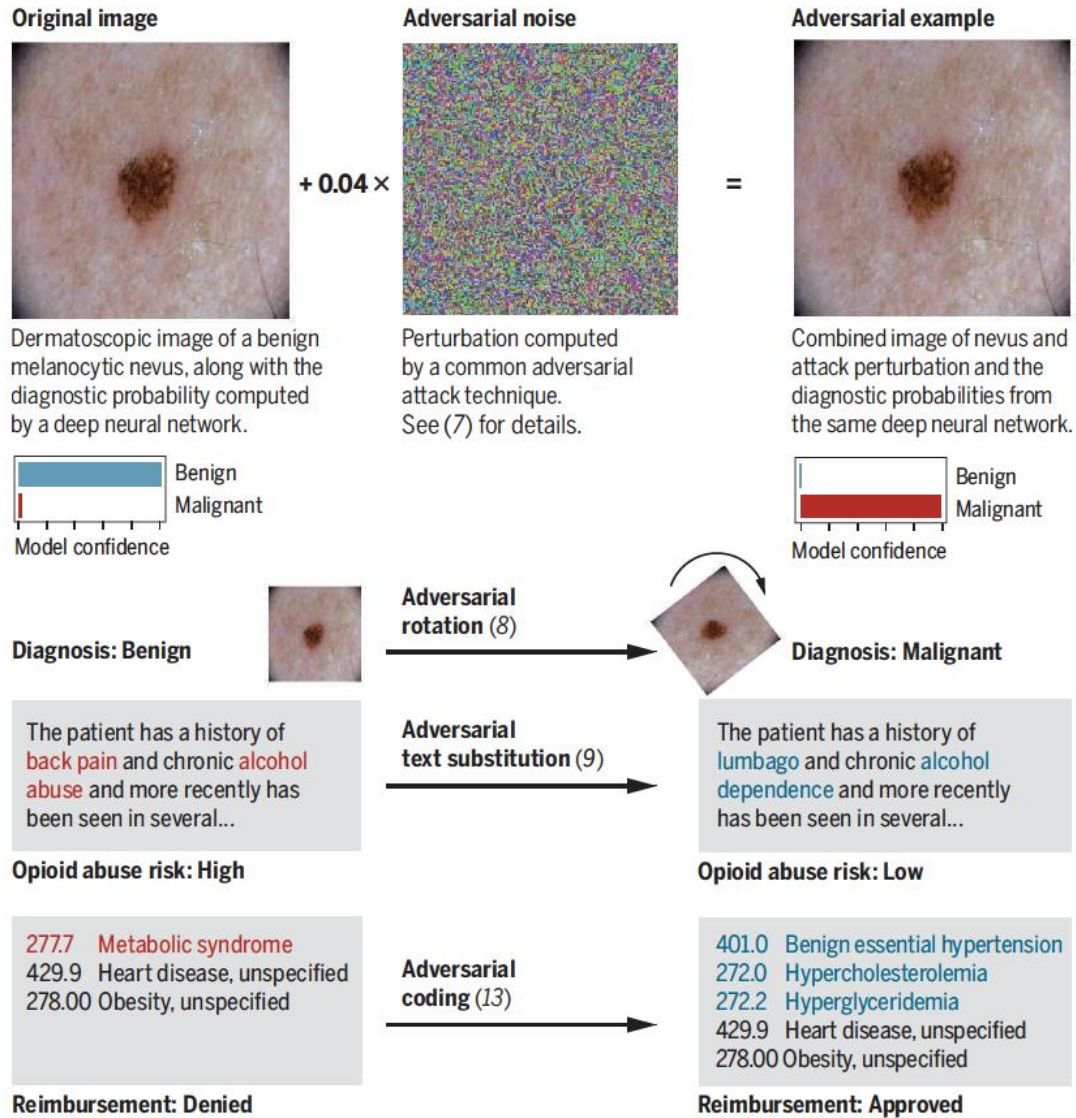 Original image
Adversarial noise
Adversarial example
+ 0.04 ×
=
Dermatoscopic image of a benign
melanocytic nevus, along with the
diagnostic probability computed
by a deep neural network.
Perturbation computed
by a common adversarial
attack technique.
See (7) for details.
Combined image of nevus and
attack perturbation and the
diagnostic probabilities from
the same deep neural network.
Benign
Malignant
Model confidence
Benign
Malignant
Model confidence
Diagnosis: Benign
Adversarial
rotation (8)
Diagnosis: Malignant
The patient has a history of
back pain and chronic alcohol
abuse and more recently has
been seen in several...
Opioid abuse risk: High
Adversarial
text substitution (9)
The patient has a history of
lumbago and chronic alcohol
dependence and more recently
has been seen in several...
Opioid abuse risk: Low
277.7 Metabolic syndrome
429.9 Heart disease, unspecified
278.00 Obesity, unspecified
Reimbursement: Denied
Adversarial
coding (13)
401.0 Benign essential hypertension
272.0 Hypercholesterolemia
272.2 Hyperglyceridemia
429.9 Heart disease, unspecified
278.00 Obesity, unspecified
Reimbursement: Approved